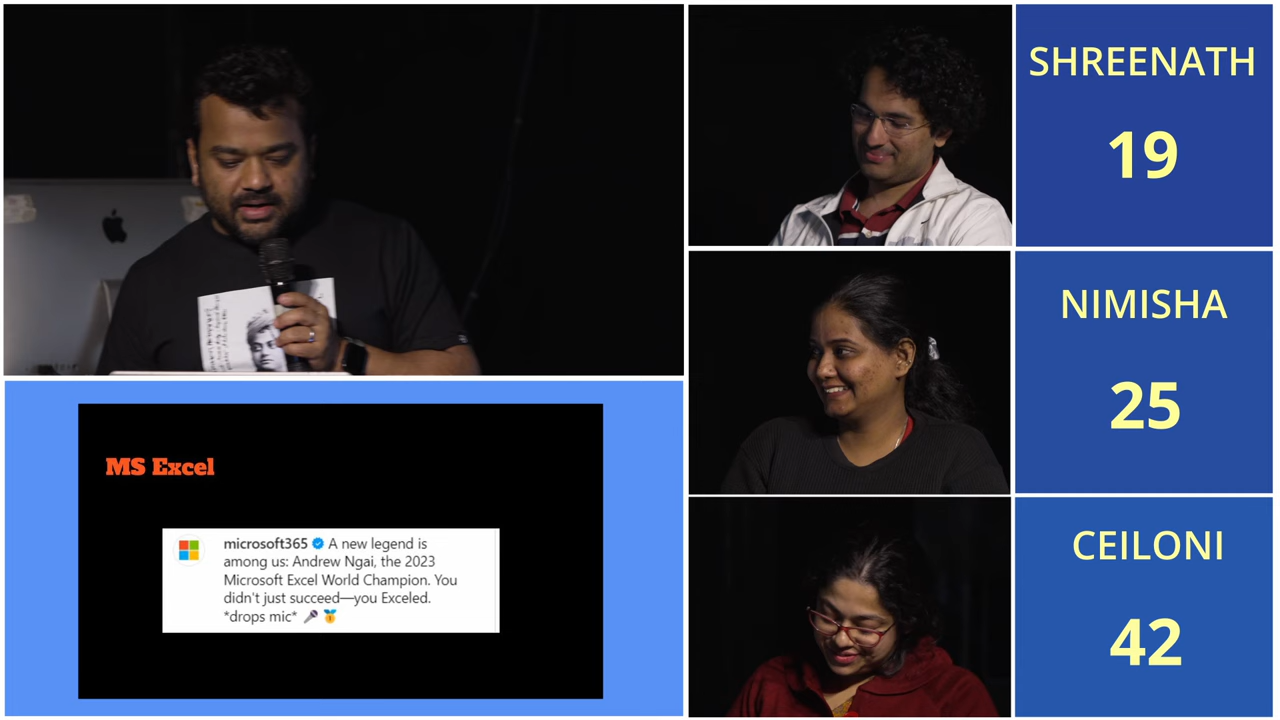 SHREENATH
19
NIMISHA
25
CEILONI
42
MS Excel
microsoft365 A new legend is
among us: Andrew Ngai, the 2023
Microsoft Excel World Champion. You
didn't just succeed—you Exceled.
*drops mic* 🎤 🏅